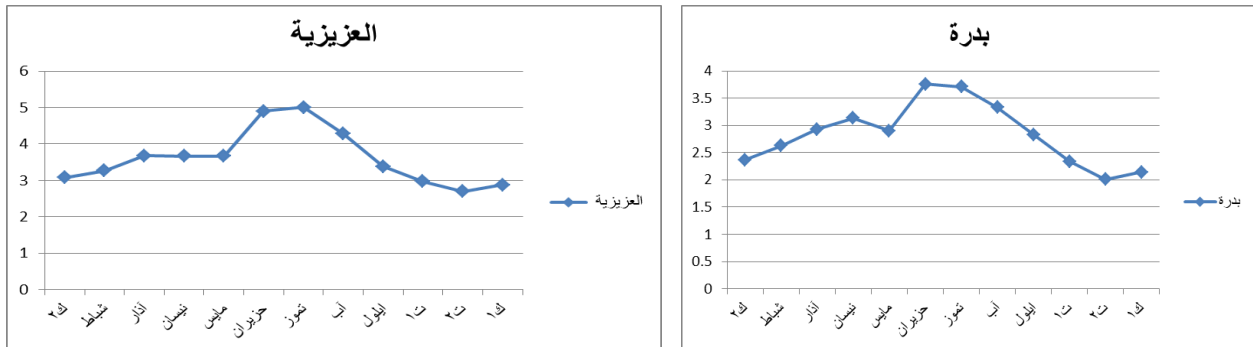 العزيزية
6
5
4
3
2
1
0
ك٢ شباط آذار نيسان مايس حزيران تموز آب ايلول ت١ ت٢ ك١
العزيزية
بدرة
4
3.5
3
2.5
2
1.5
1
0.5
0
ك٢ شباط آذار نيسان مايس حزيران تموز آب ايلول ت١ ت٢ ك١
بدرة